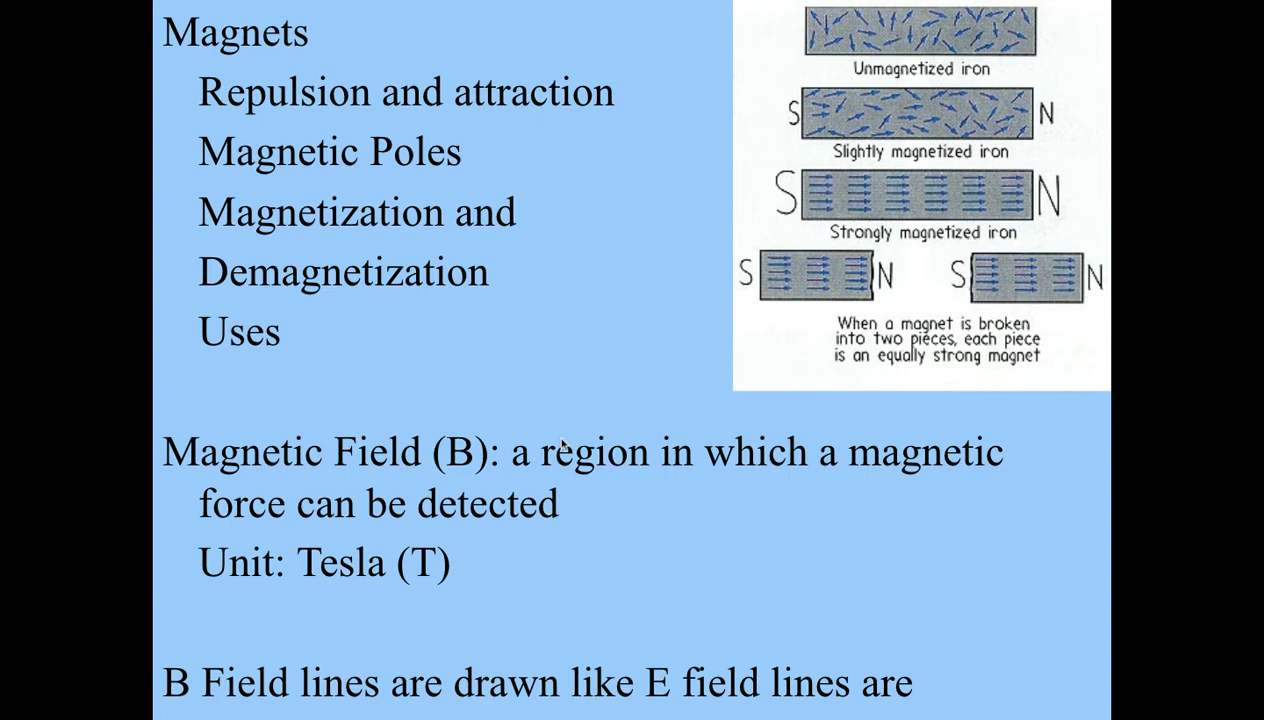 Magnets
Repulsion and attraction
Magnetic Poles
Magnetization and
Demagnetization
Uses
Unmagnetized iron
S N
Slightly magnetized iron
S N
Strongly magnetized iron
S N S N
When a magnet is broken
into two pieces, each piece
is an equally strong magnet
Magnetic Field (B): a region in which a magnetic
force can be detected
Unit: Tesla (T)
B Field lines are drawn like E field lines are